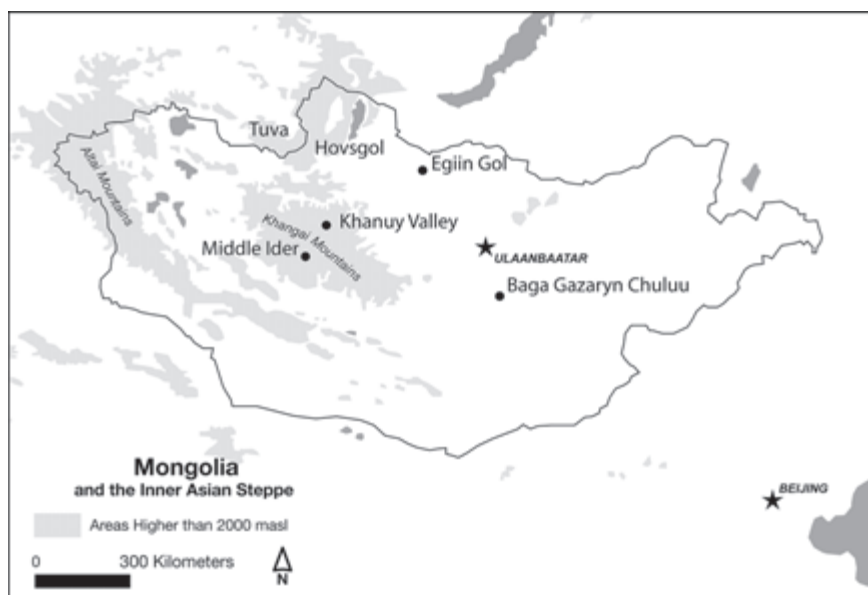 Tuva
Hovsgol
Egiin Gol
Altai Mountains
Khanuy Valley
Khangai Mountains
Middle Ider
ULAANBAATAR
Baga Gazaryn Chuluu
Mongolia
and the Inner Asian Steppe
BEIJING
Areas Higher than 2000 masl
0 300 Kilometers
N